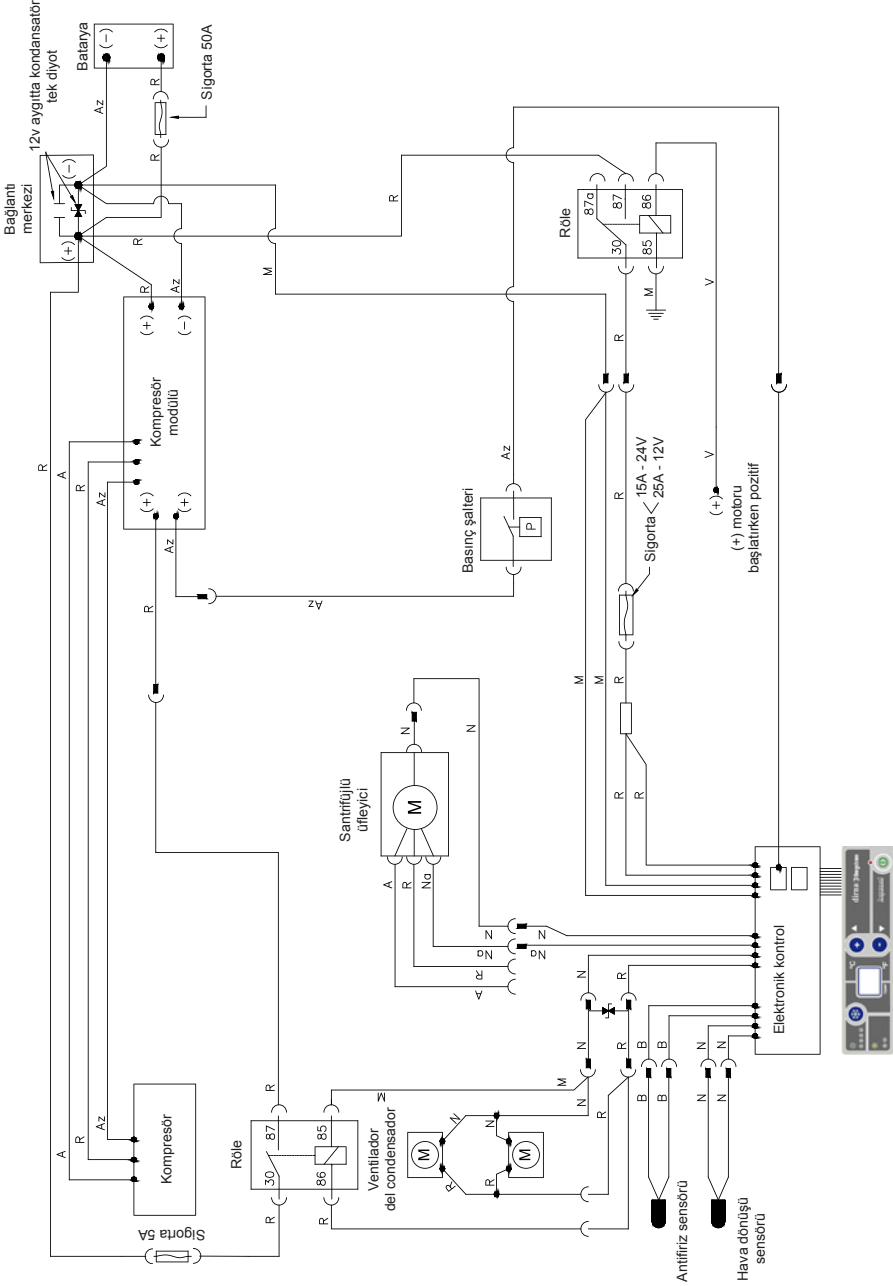 R
A
R
Az
Sigorta 5A
R
R
A
R
Az
Kompresör
Röle
30
87
86
85
R
R
M
R
R
Az
Az
Az
(+)
(+)
Kompresör
modülü
(+)
(-)
R
Az
Bağlantı
merkezi
(+)
(-)
12v aygıtta kondansatör
tek diyot
Batarya
(-)
(+)
Az
R
R
Sigorta 50A
R
M
R
Santrifüjlü
üfleyici
M
A
R
Na
N
N
A
R
Na
N
Na
N
Ventilador
del condensador
M
M
N
R
N
R
N
R
M
N
R
N
R
Basınç şalteri
P
Az
Röle
87a
87
30
86
85
M
R
V
V
M
M
R
R
R
R
Sigorta
15A - 24V
25A - 12V
(+)
(+) motoru
başlatırken pozitif
Antifiriz sensörü
B
B
B
B
Hava dönüşü
sensörü
N
N
N
N
Elektronik kontrol
°C
°F
dirna